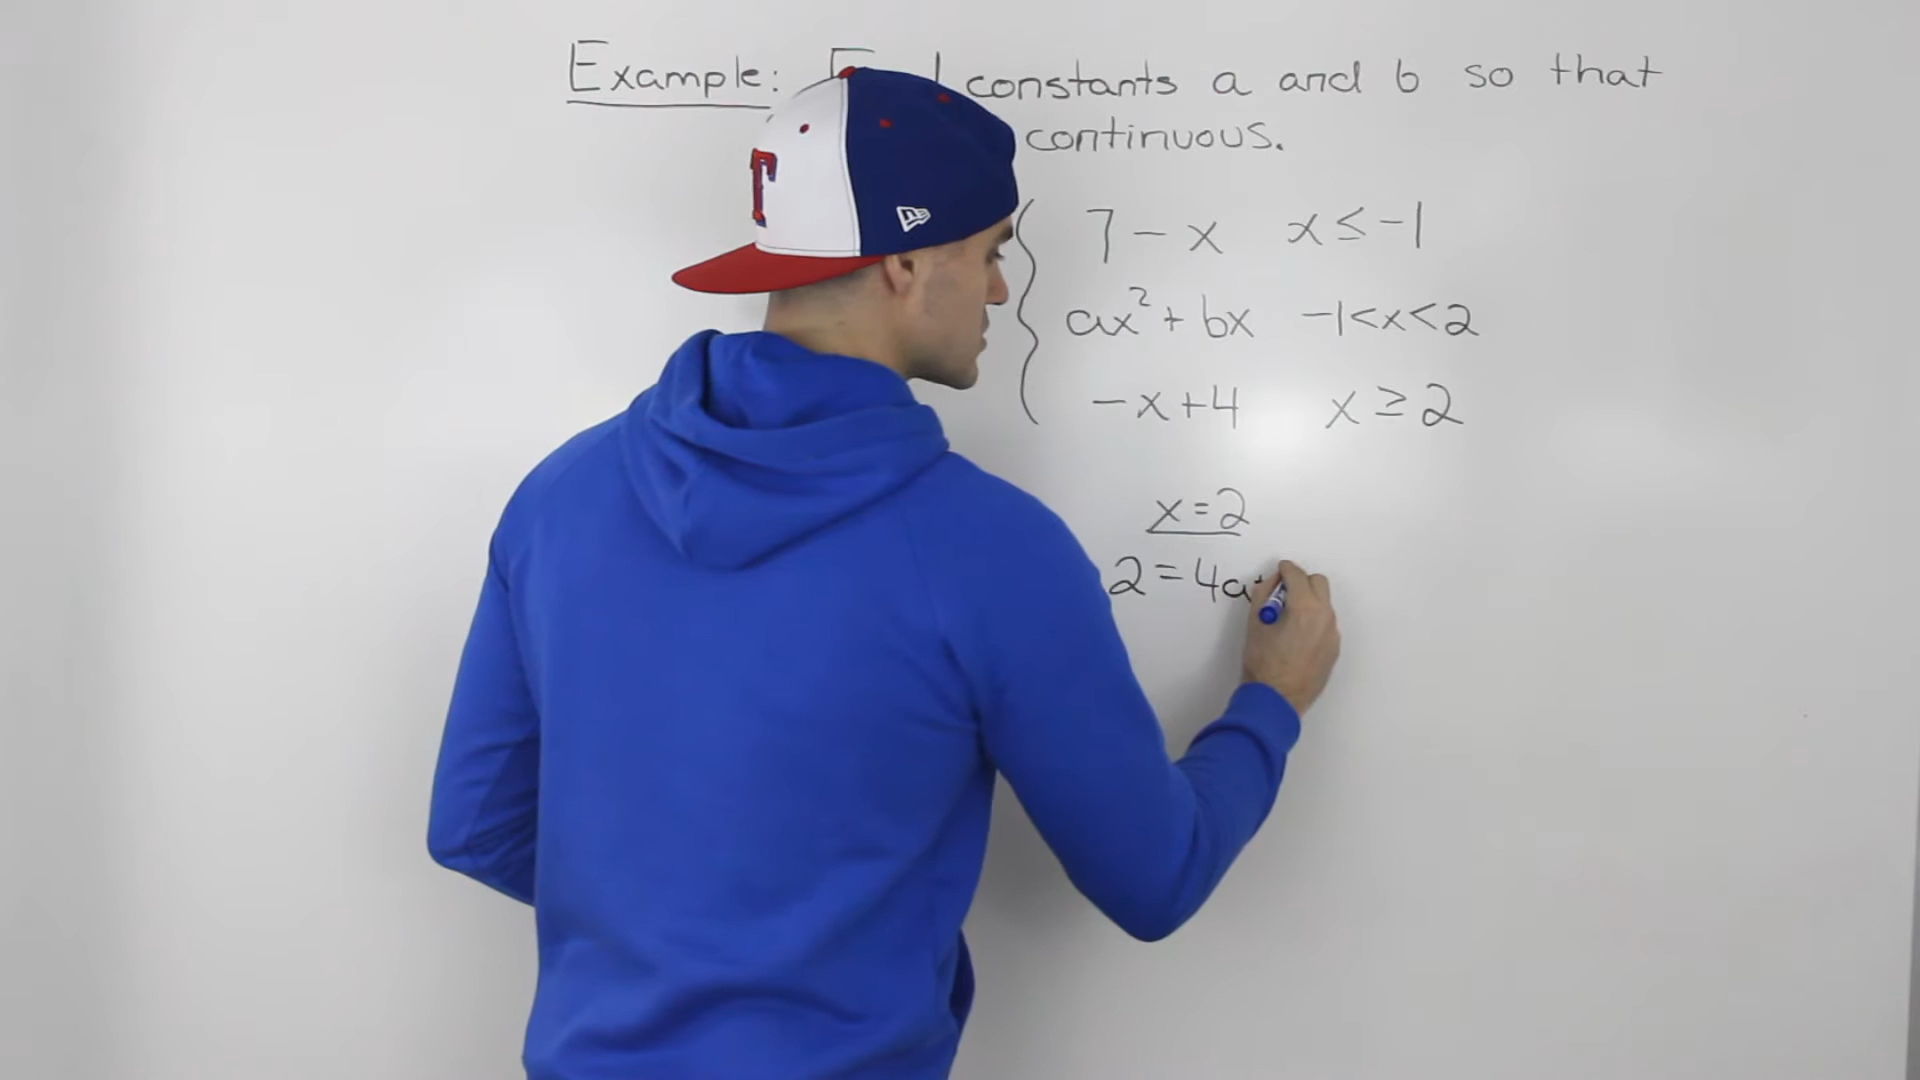 Example: constants a and b so that
continuous.
7 - x x ≤ -1
ax² + bx -1<x<2
-x+4 x ≥ 2
x = 2
2 = 4a+